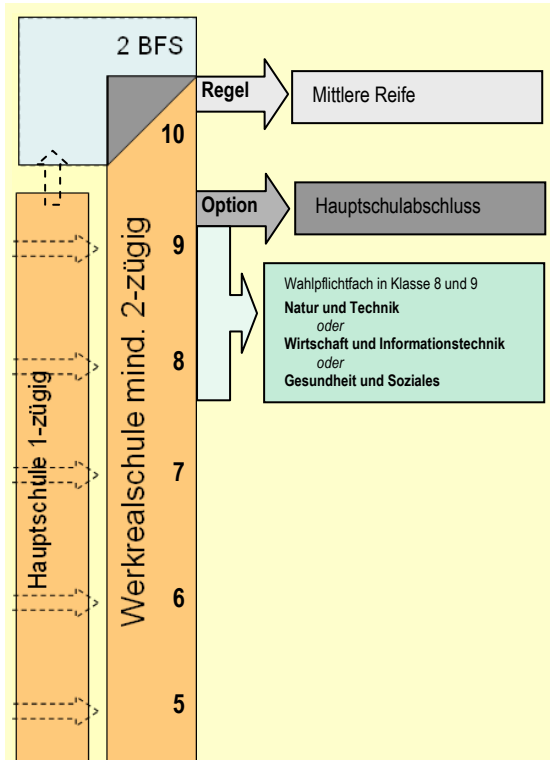 2 BFS
Regel
Mittlere Reife
10
Option
Hauptschulabschluss
9
Wahlpflichtfach in Klasse 8 und 9
Natur und Technik
oder
Wirtschaft und Informationstechnik
oder
Gesundheit und Soziales
8
7
6
5
Hauptschule 1-zügig
Werkrealschule mind. 2-zügig